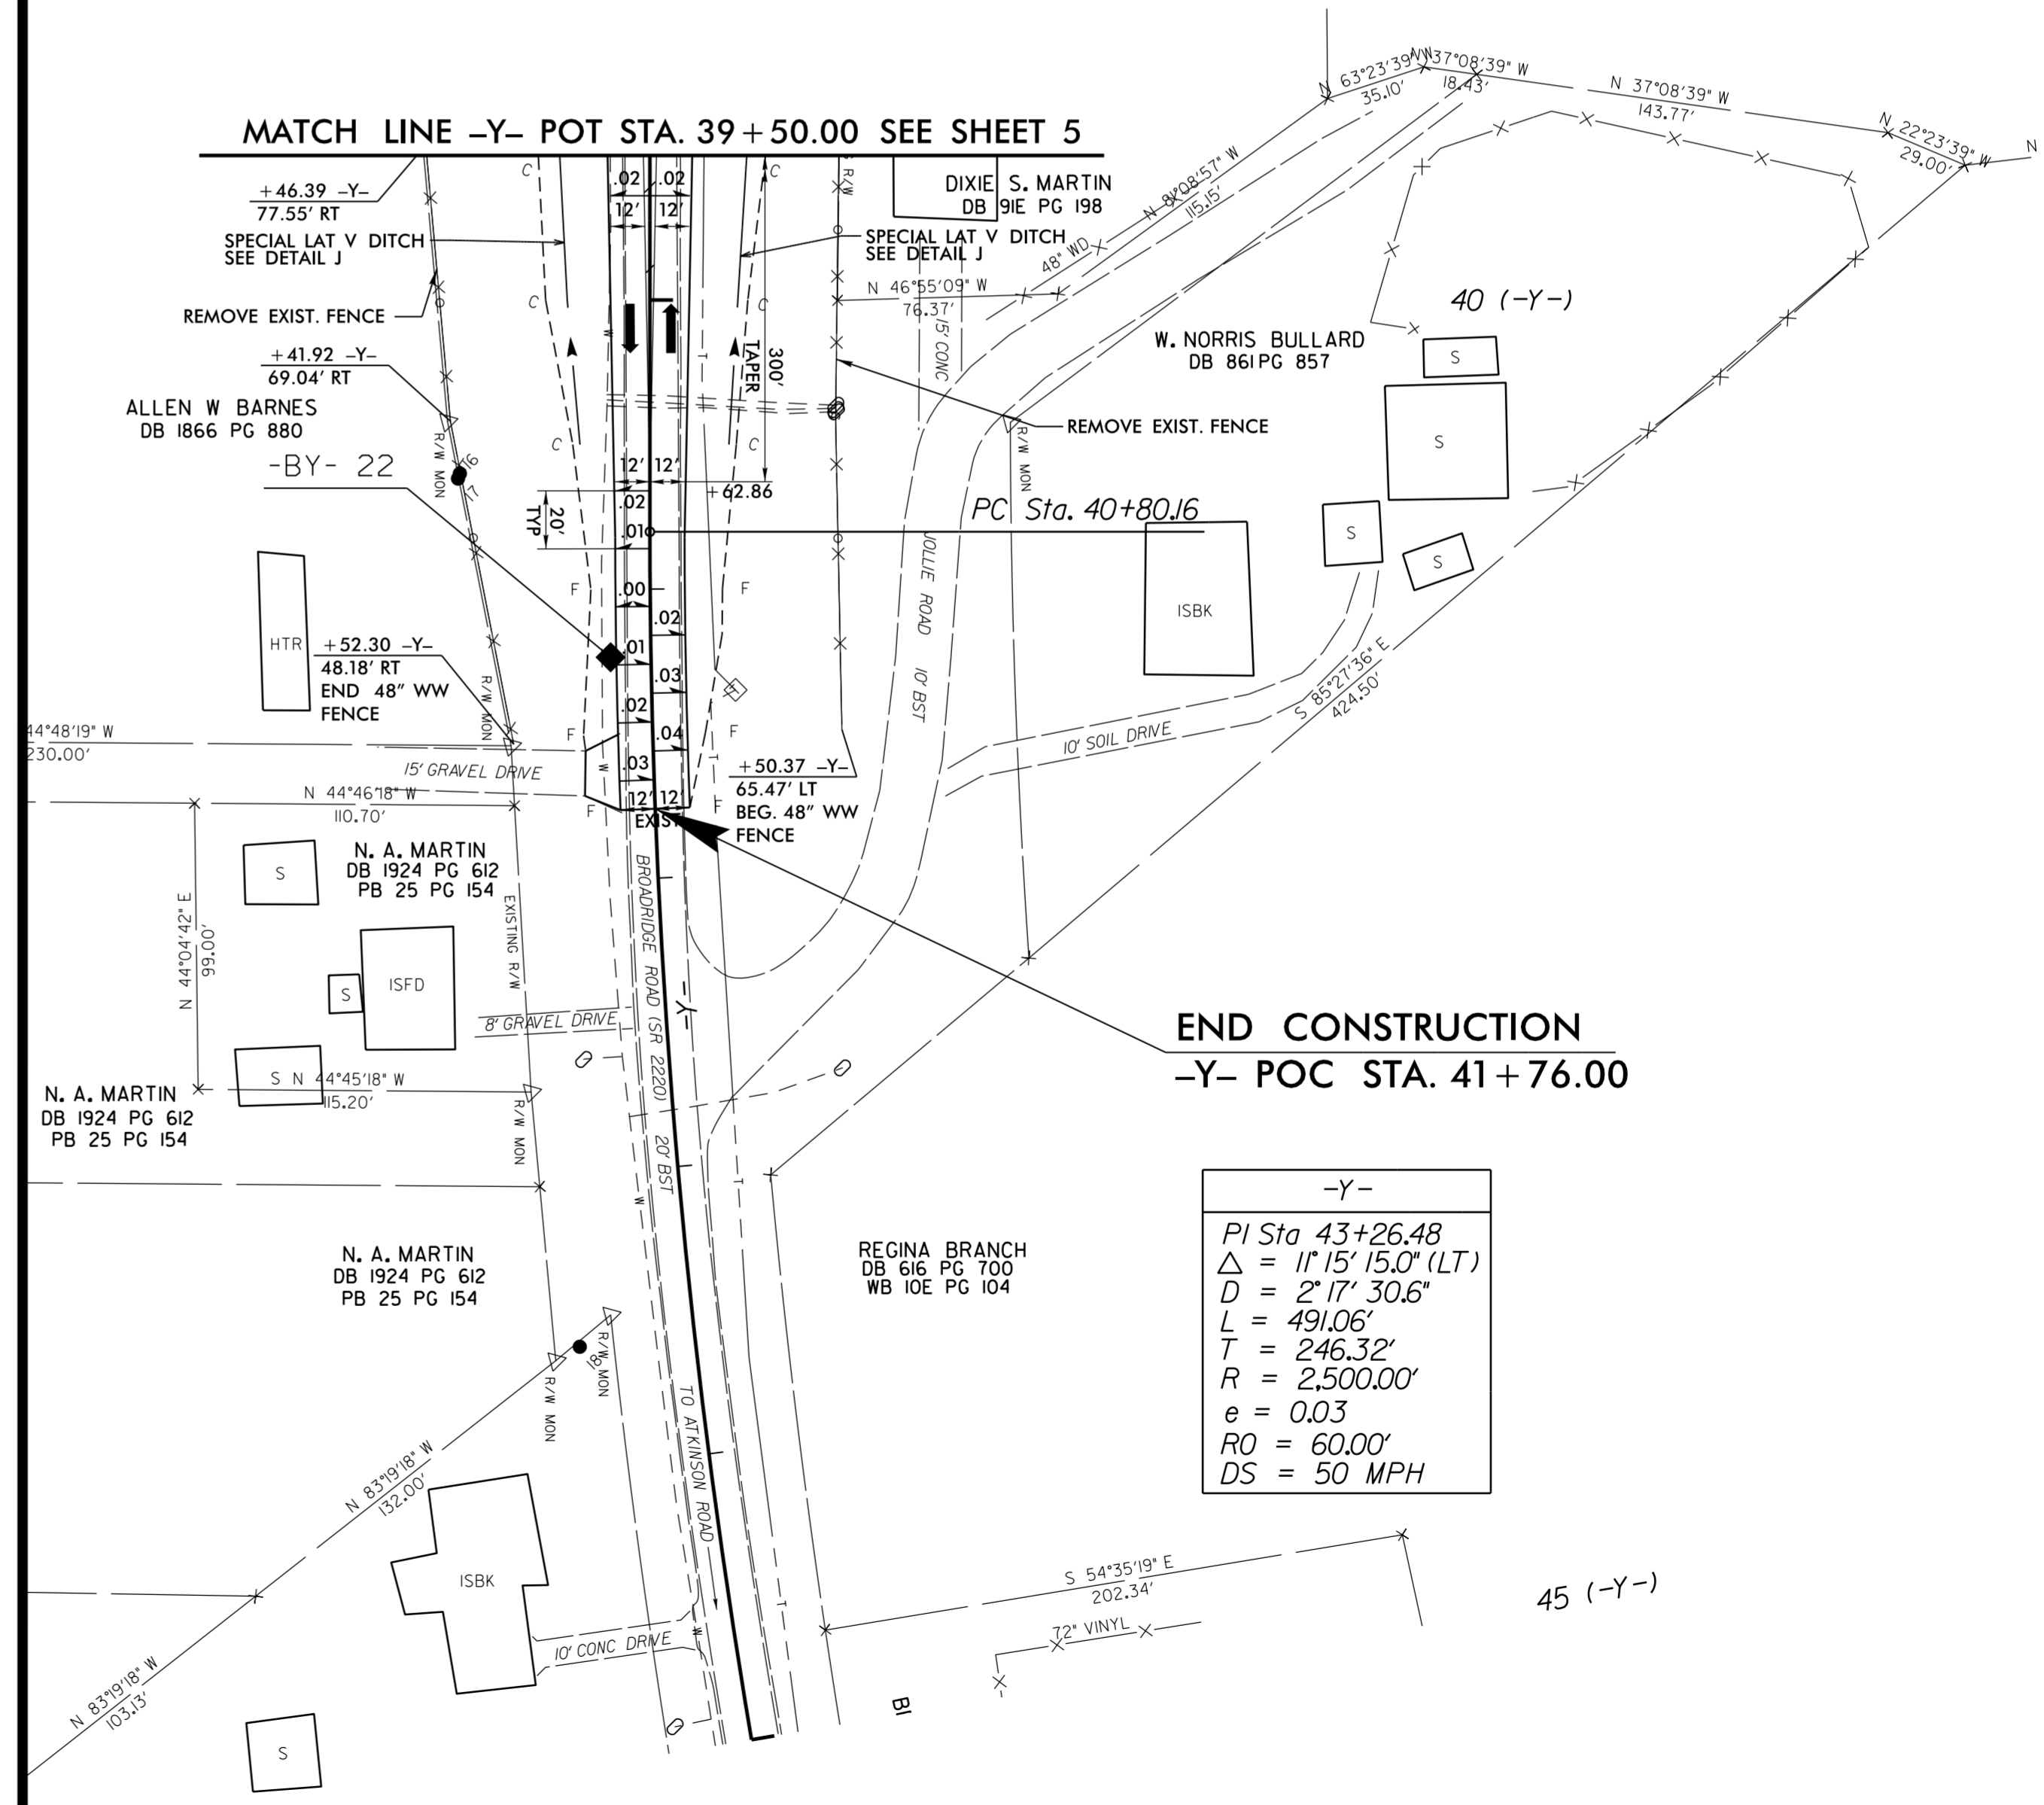 MATCH LINE –Y– POT STA. 39+50.00 SEE SHEET 5
N 63°23'39" W
35.10'
N 37°08'39" W
18.43'
N 37°08'39" W
143.77'
N 22°23'39" W
29.00'
N
+46.39 –Y–
77.55' RT
SPECIAL LAT V DITCH
SEE DETAIL J
REMOVE EXIST. FENCE
+41.92 –Y–
69.04' RT
ALLEN W BARNES
DB 1866 PG 880
-BY- 22
R/W MON
16
17
C
C
C
.02
.02
12'
12'
C
C
C
300'
TAPER
W
T
R/W
DIXIE S. MARTIN
DB 91E PG 198
SPECIAL LAT V DITCH
SEE DETAIL J
N 46°55'09" W
76.37'
15' CONC
48" WD
N 81°08'57" W
115.15'
W. NORRIS BULLARD
DB 861 PG 857
40 (-Y-)
REMOVE EXIST. FENCE
R/W MON
S
S
S
S
12'
12'
+62.86
20'
TYP
.02
.01
PC Sta. 40+80.16
ISBK
JOLLIE ROAD 10' BST
F
F
.00
.02
.01
.03
.02
.04
.03
HTR
+52.30 –Y–
48.18' RT
END 48" WW
FENCE
R/W MON
44°48'19" W
230.00'
15' GRAVEL DRIVE
F
F
F
F
W
T
+50.37 –Y–
65.47' LT
BEG. 48" WW
FENCE
12'
12'
EXIST
10' SOIL DRIVE
S 85°27'36" E
424.50'
N 44°46'18" W
110.70'
N. A. MARTIN
DB 1924 PG 612
PB 25 PG 154
S
N 44°04'42" E
99.00'
S
ISFD
EXISTING R/W
8' GRAVEL DRIVE
BROADRIDGE ROAD (SR 2220) 20' BST
–Y–
END CONSTRUCTION
–Y– POC STA. 41+76.00
S
N 44°45'18" W
115.20'
N. A. MARTIN
DB 1924 PG 612
PB 25 PG 154
R/W MON
W
T
N. A. MARTIN
DB 1924 PG 612
PB 25 PG 154
REGINA BRANCH
DB 616 PG 700
WB 10E PG 104
-Y-
PI Sta 43+26.48
△ = 11° 15' 15.0" (LT)
D = 2° 17' 30.6"
L = 491.06'
T = 246.32'
R = 2,500.00'
e = 0.03
RO = 60.00'
DS = 50 MPH
18
R/W MON
R/W MON
TO ATKINSON ROAD
N 83°19'18" W
132.00'
ISBK
10' CONC DRIVE
W
T
S 54°35'19" E
202.34'
72" VINYL
45 (-Y-)
N 83°19'18" W
103.13'
S
BI